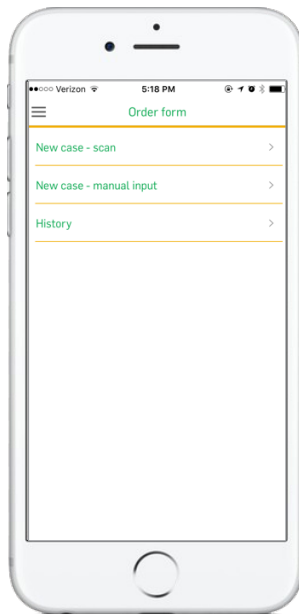 Verizon 5:18 PM
Order form
New case - scan
New case - manual input
History